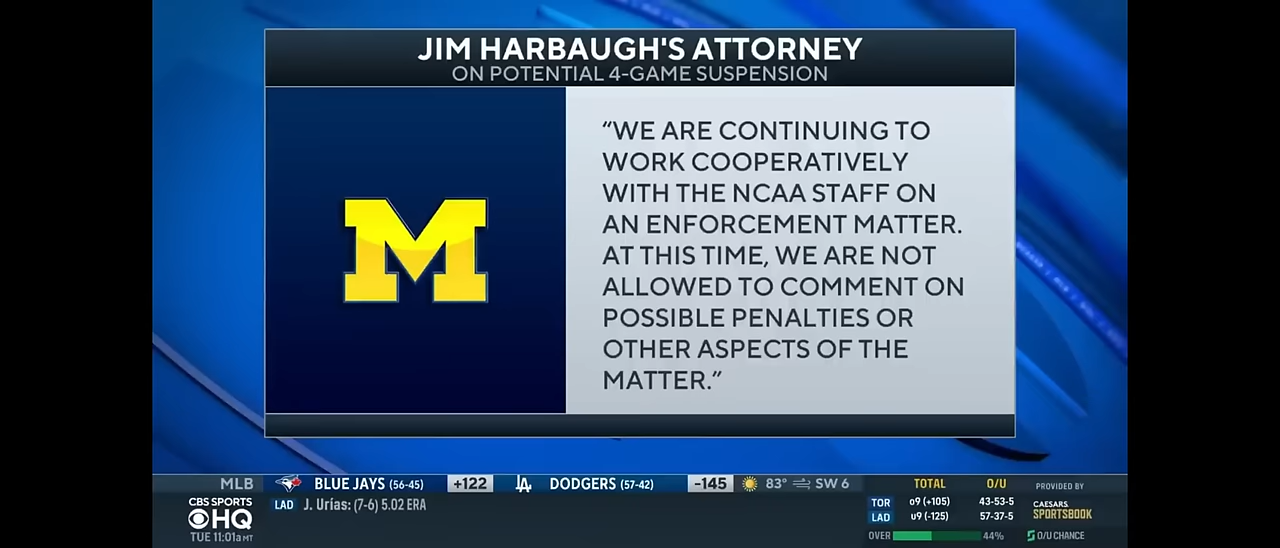 JIM HARBAUGH'S ATTORNEY
ON POTENTIAL 4-GAME SUSPENSION
M
“WE ARE CONTINUING TO
WORK COOPERATIVELY
WITH THE NCAA STAFF ON
AN ENFORCEMENT MATTER.
AT THIS TIME, WE ARE NOT
ALLOWED TO COMMENT ON
POSSIBLE PENALTIES OR
OTHER ASPECTS OF THE
MATTER.”
MLB BLUE JAYS (56-45) +122 LA DODGERS (57-42) -145 83° SW 6 TOTAL O/U PROVIDED BY
CBS SPORTS HQ
TUE 11:01a MT
LAD J. Urías: (7-6) 5.02 ERA
TOR o9 (+105) 43-53-5
LAD u9 (-125) 57-37-5
CAESARS
SPORTSBOOK
OVER 44% O/U CHANCE